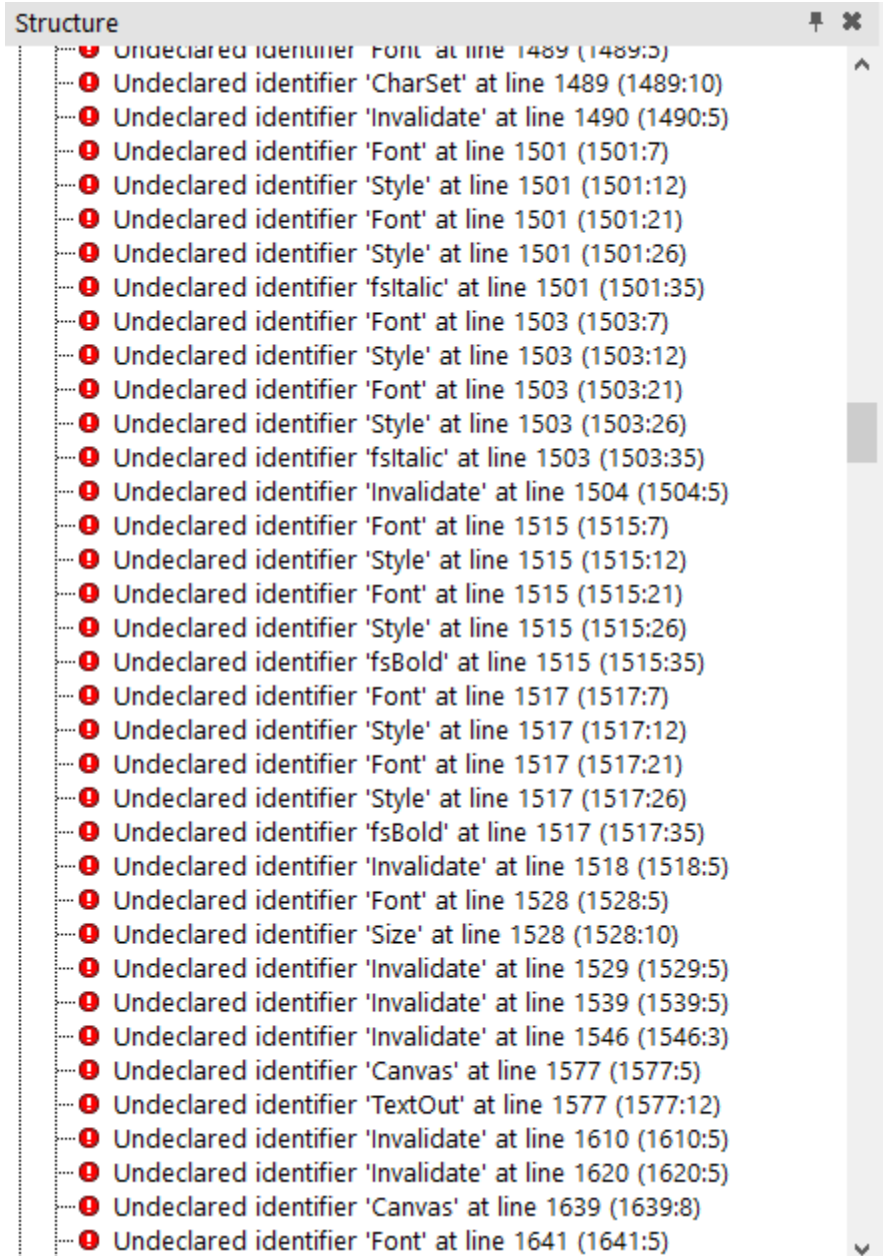 Structure
Undeclared identifier 'Font' at line 1489 (1489:5)
Undeclared identifier 'CharSet' at line 1489 (1489:10)
Undeclared identifier 'Invalidate' at line 1490 (1490:5)
Undeclared identifier 'Font' at line 1501 (1501:7)
Undeclared identifier 'Style' at line 1501 (1501:12)
Undeclared identifier 'Font' at line 1501 (1501:21)
Undeclared identifier 'Style' at line 1501 (1501:26)
Undeclared identifier 'fsItalic' at line 1501 (1501:35)
Undeclared identifier 'Font' at line 1503 (1503:7)
Undeclared identifier 'Style' at line 1503 (1503:12)
Undeclared identifier 'Font' at line 1503 (1503:21)
Undeclared identifier 'Style' at line 1503 (1503:26)
Undeclared identifier 'fsItalic' at line 1503 (1503:35)
Undeclared identifier 'Invalidate' at line 1504 (1504:5)
Undeclared identifier 'Font' at line 1515 (1515:7)
Undeclared identifier 'Style' at line 1515 (1515:12)
Undeclared identifier 'Font' at line 1515 (1515:21)
Undeclared identifier 'Style' at line 1515 (1515:26)
Undeclared identifier 'fsBold' at line 1515 (1515:35)
Undeclared identifier 'Font' at line 1517 (1517:7)
Undeclared identifier 'Style' at line 1517 (1517:12)
Undeclared identifier 'Font' at line 1517 (1517:21)
Undeclared identifier 'Style' at line 1517 (1517:26)
Undeclared identifier 'fsBold' at line 1517 (1517:35)
Undeclared identifier 'Invalidate' at line 1518 (1518:5)
Undeclared identifier 'Font' at line 1528 (1528:5)
Undeclared identifier 'Size' at line 1528 (1528:10)
Undeclared identifier 'Invalidate' at line 1529 (1529:5)
Undeclared identifier 'Invalidate' at line 1539 (1539:5)
Undeclared identifier 'Invalidate' at line 1546 (1546:3)
Undeclared identifier 'Canvas' at line 1577 (1577:5)
Undeclared identifier 'TextOut' at line 1577 (1577:12)
Undeclared identifier 'Invalidate' at line 1610 (1610:5)
Undeclared identifier 'Invalidate' at line 1620 (1620:5)
Undeclared identifier 'Canvas' at line 1639 (1639:8)
Undeclared identifier 'Font' at line 1641 (1641:5)